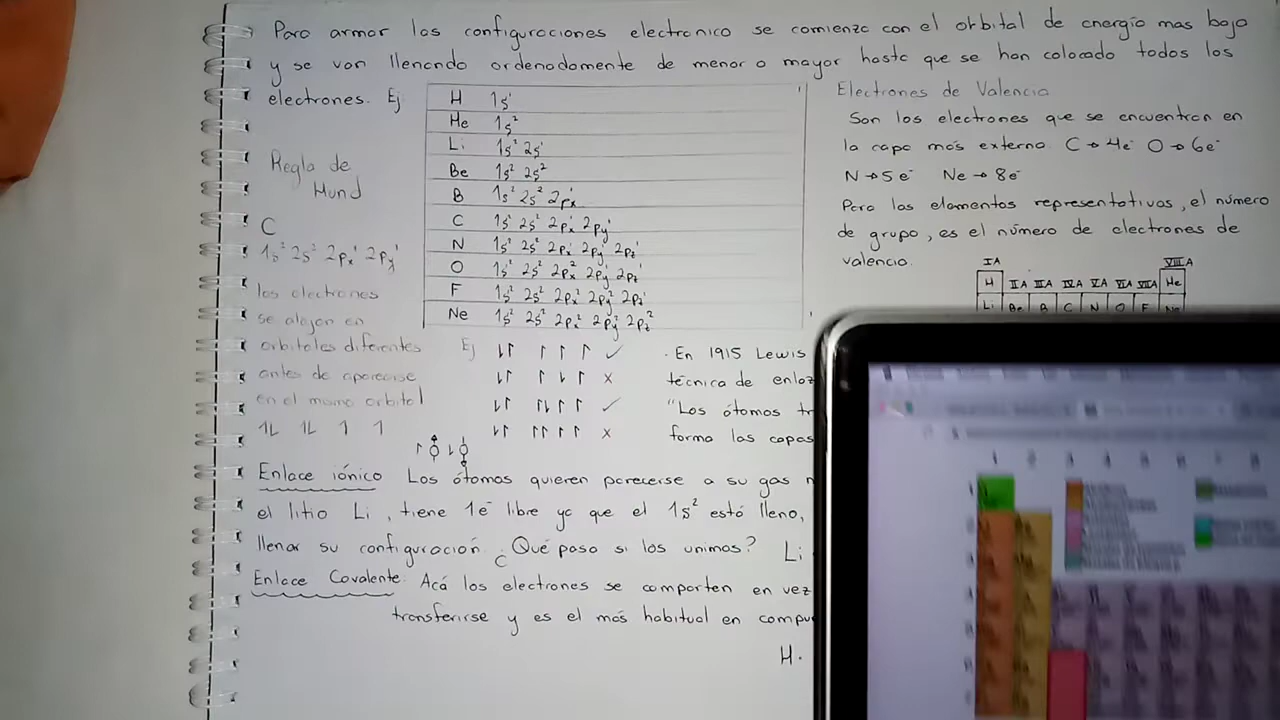 Para armar las configuraciones electronica se comienza con el orbital de energía mas bajo
y se van llenando ordenadamente de menor a mayor hasta que se han colocado todos los
electrones. Ej
H 1s¹
He 1s²
Li 1s² 2s¹
Be 1s² 2s²
B 1s² 2s² 2px¹
C 1s² 2s² 2px¹ 2py¹
N 1s² 2s² 2px¹ 2py¹ 2pz¹
O 1s² 2s² 2px² 2py¹ 2pz¹
F 1s² 2s² 2px² 2py² 2pz¹
Ne 1s² 2s² 2px² 2py² 2pz²
Regla de
Hund
C
1s² 2s² 2px¹ 2py¹
los electrones
se alojan en
orbitales diferentes
antes de aparearse
en el mismo orbital
1L 1L 1 1
Ej ↓↑ ↑ ↑ ↑ ✓
↓↑ ↑ ↓ ↑ x
↓↑ ↑↓ ↑ ↑ ✓
↓↑ ↑↑ ↑ ↑ x
Electrones de Valencia
Son los electrones que se encuentran en
la capa más externa C→4e⁻ O→6e⁻
N→5e⁻ Ne→8e⁻
Para los elementos representativos, el número
de grupo, es el número de electrones de
valencia.
IA VIIIA
H IIA IIIA IVA VA VIA VIIA He
Li Be B C N O F Ne
· En 1915 Lewis
técnica de
"Los átomos
forma las capas
Enlace iónico Los átomos quieren parecerse a su gas
el litio Li, tiene 1e⁻ libre ya que el 1s² está lleno,
llenar su configuración ¿Qué pasa si los unimos? Li
Enlace Covalente. Acá los electrones se comparten en vez
transferirse y es el más habitual en
H·